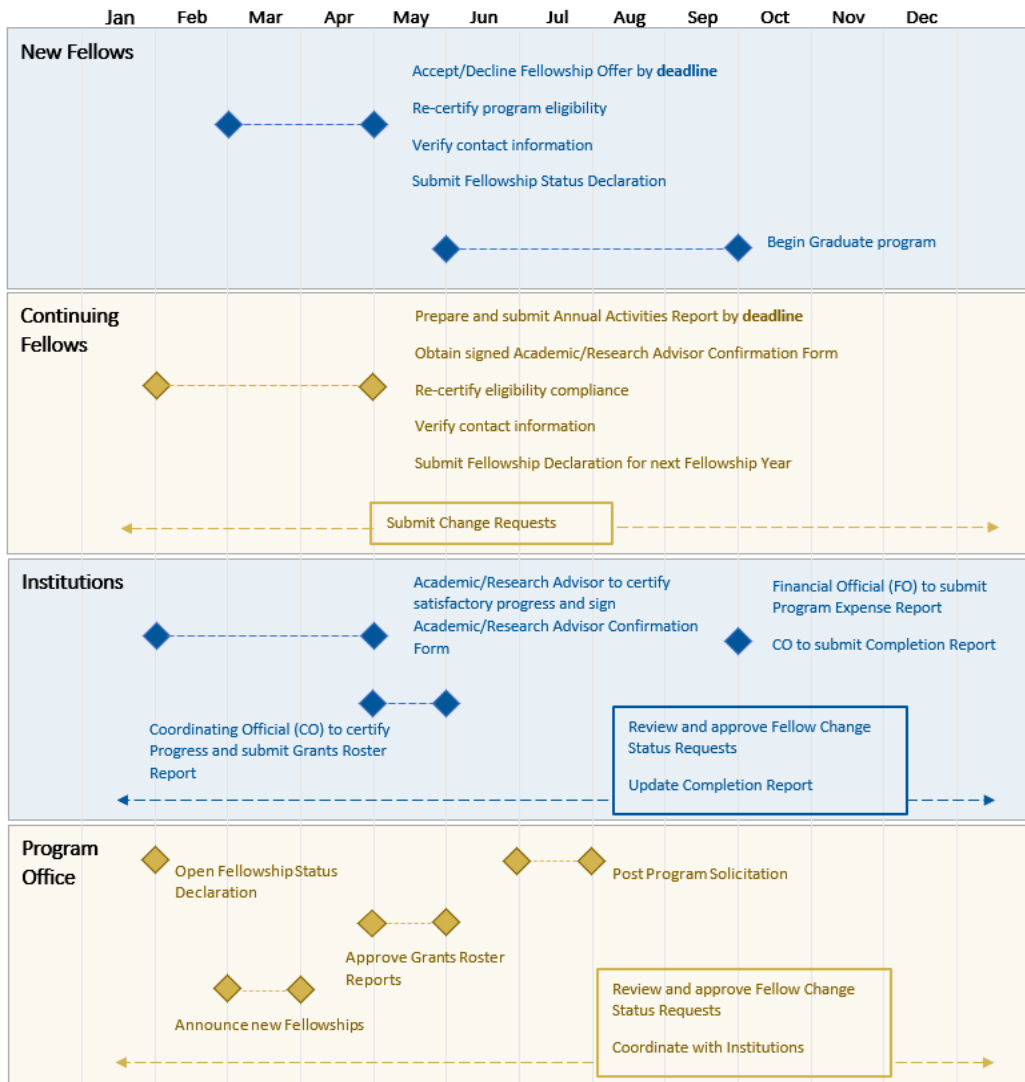 Jan Feb Mar Apr May Jun Jul Aug Sep Oct Nov Dec
New Fellows
Accept/Decline Fellowship Offer by deadline
Re-certify program eligibility
Verify contact information
Submit Fellowship Status Declaration
Begin Graduate program
Continuing
Fellows
Prepare and submit Annual Activities Report by deadline
Obtain signed Academic/Research Advisor Confirmation Form
Re-certify eligibility compliance
Verify contact information
Submit Fellowship Declaration for next Fellowship Year
Submit Change Requests
Institutions
Academic/Research Advisor to certify
satisfactory progress and sign
Academic/Research Advisor Confirmation
Form
Financial Official (FO) to submit
Program Expense Report
CO to submit Completion Report
Coordinating Official (CO) to certify
Progress and submit Grants Roster
Report
Review and approve Fellow Change
Status Requests
Update Completion Report
Program
Office
Open Fellowship Status
Declaration
Post Program Solicitation
Approve Grants Roster
Reports
Announce new Fellowships
Review and approve Fellow Change
Status Requests
Coordinate with Institutions